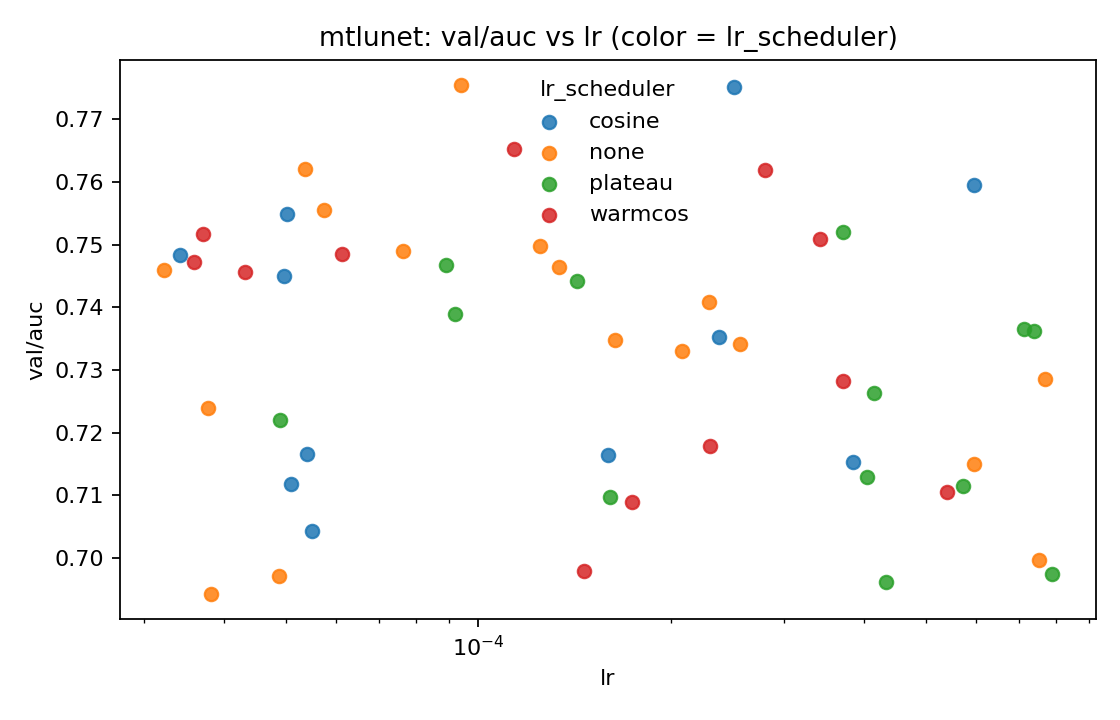 mtlunet: val/auc vs lr (color = lr_scheduler)
lr_scheduler
cosine
none
plateau
warmcos
0.77
0.76
0.75
0.74
0.73
0.72
0.71
0.70
val/auc
10⁻⁴
lr